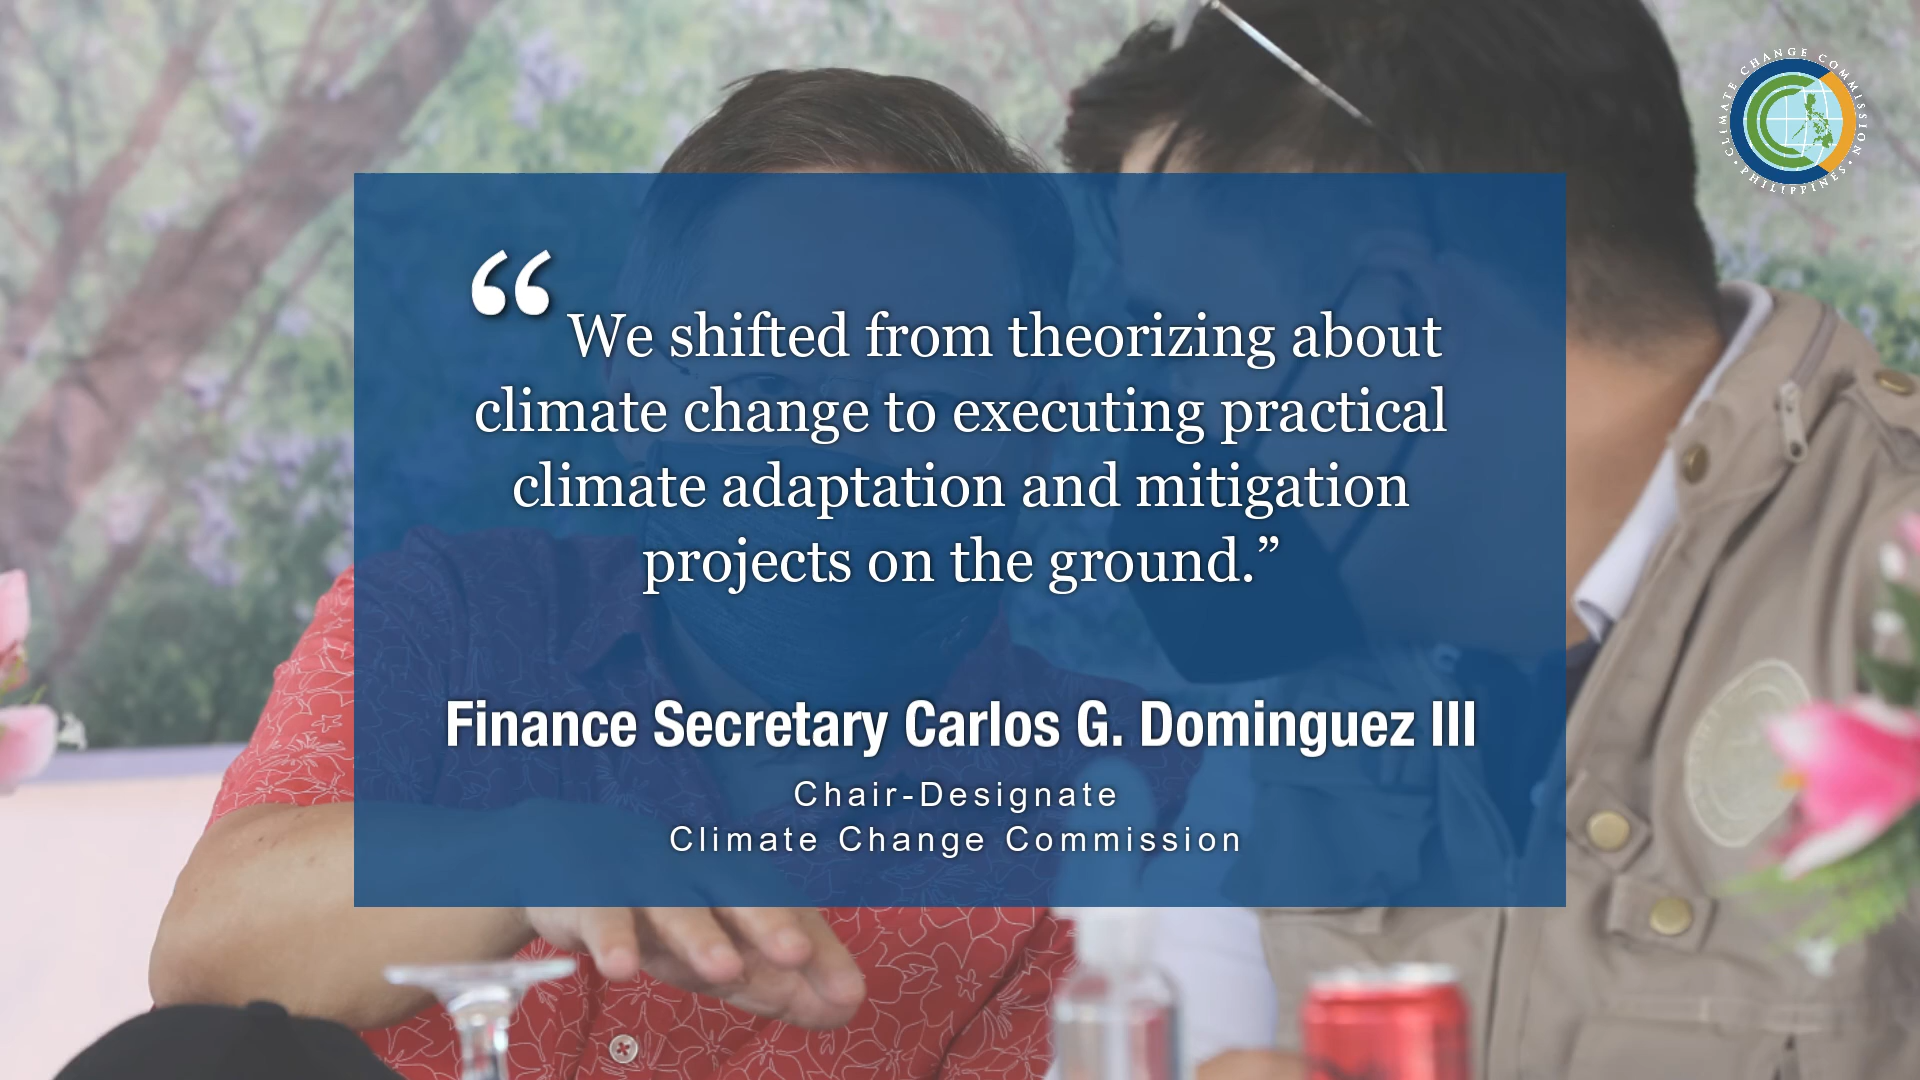 CLIMATE CHANGE COMMISSION
PHILIPPINES
“We shifted from theorizing about
climate change to executing practical
climate adaptation and mitigation
projects on the ground.”
Finance Secretary Carlos G. Dominguez III
Chair-Designate
Climate Change Commission